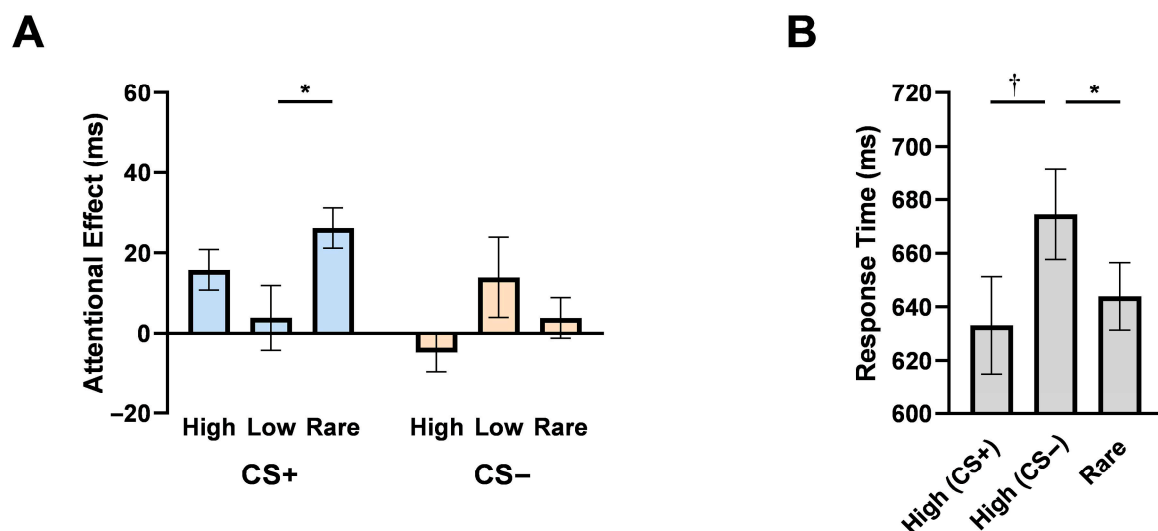 A
Attentional Effect (ms)
60
40
20
0
−20
*
High Low Rare
CS+
High Low Rare
CS−
B
Response Time (ms)
720
700
680
660
640
620
600
† *
High (CS+)
High (CS−)
Rare